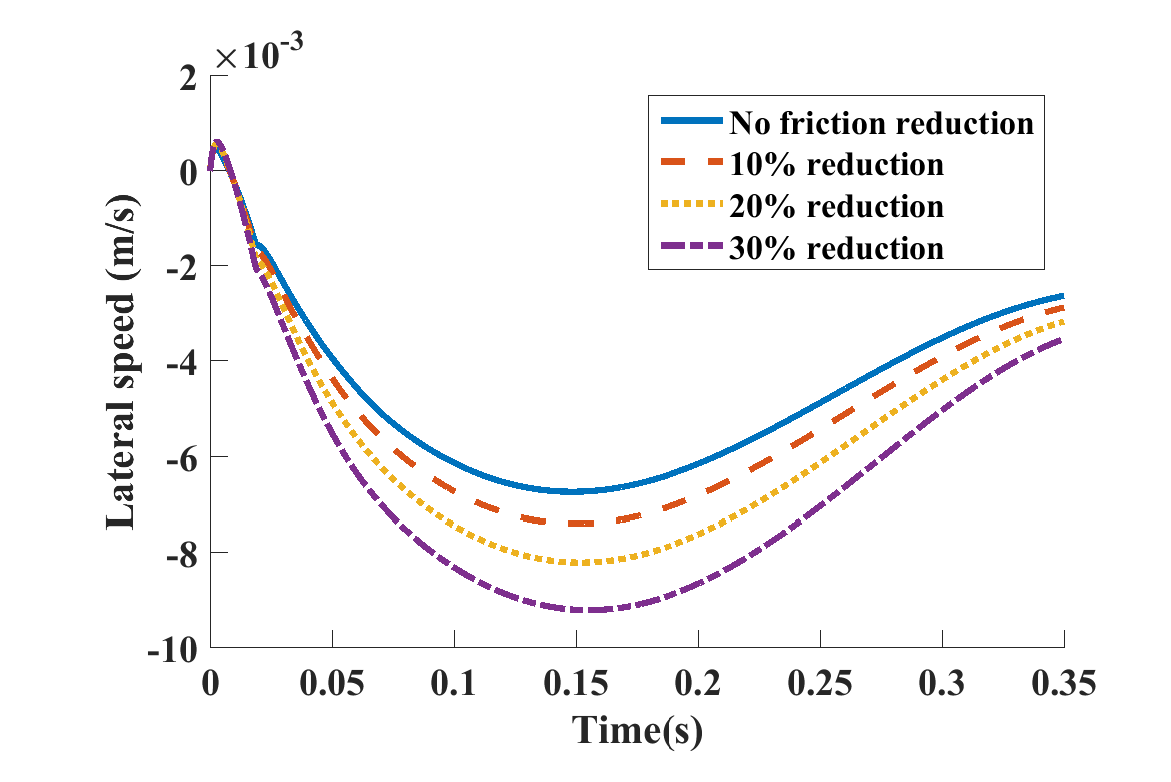 ×10-3
2
0
-2
-4
-6
-8
-10
Lateral speed (m/s)
No friction reduction
10% reduction
20% reduction
30% reduction
0 0.05 0.1 0.15 0.2 0.25 0.3 0.35
Time(s)